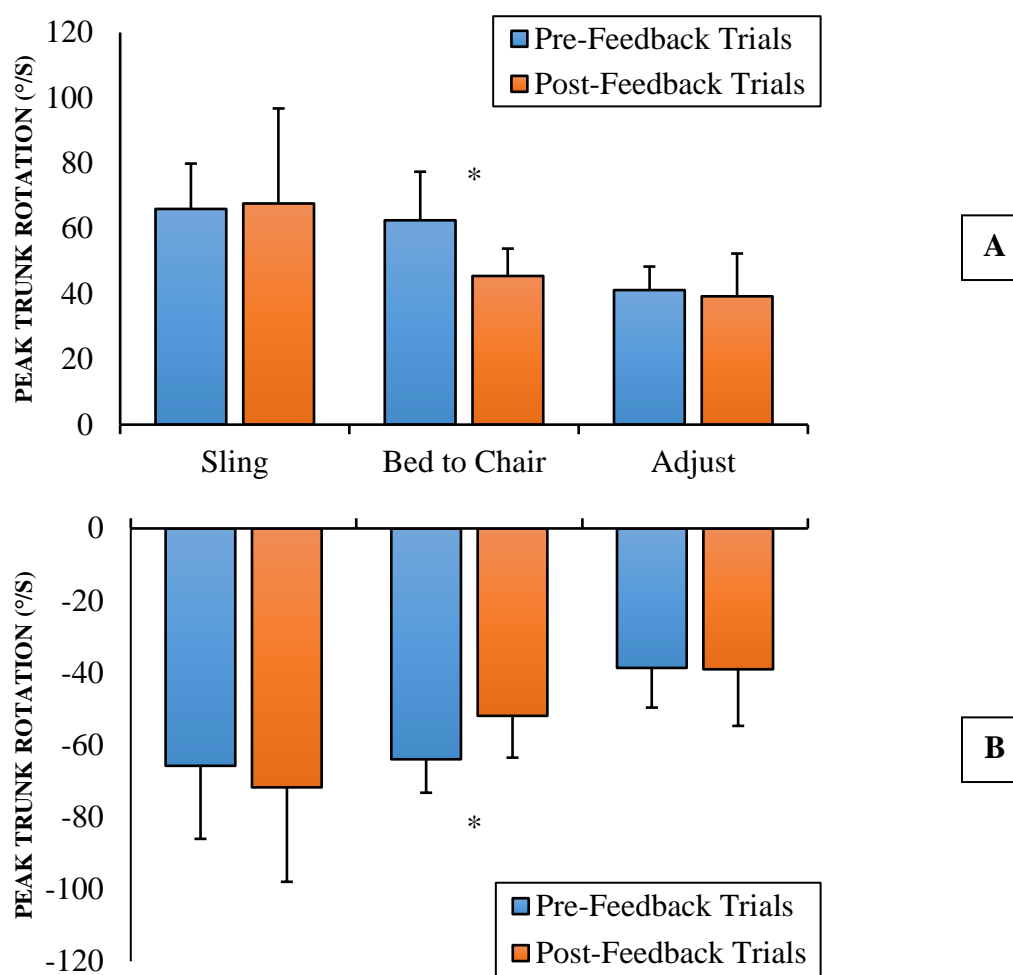 PEAK TRUNK ROTATION (°/S)
120
100
80
60
40
20
0
Pre-Feedback Trials
Post-Feedback Trials
*
A
Sling
Bed to Chair
Adjust
PEAK TRUNK ROTATION (°/S)
0
-20
-40
-60
-80
-100
-120
*
B
Pre-Feedback Trials
Post-Feedback Trials